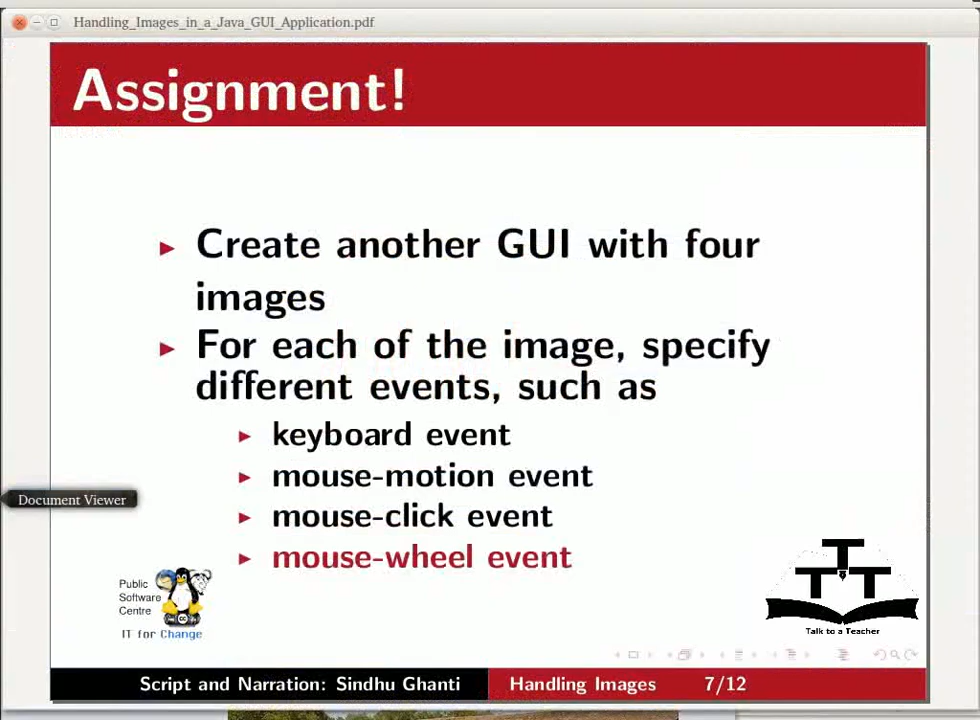 Handling_Images_in_a_Java_GUI_Application.pdf
Assignment!
Create another GUI with four
images
For each of the image, specify
different events, such as
keyboard event
mouse-motion event
Document Viewer
mouse-click event
mouse-wheel event
Public
Software
Centre
IT for Change
T T T
Talk to a Teacher
Script and Narration: Sindhu Ghanti
Handling Images
7/12